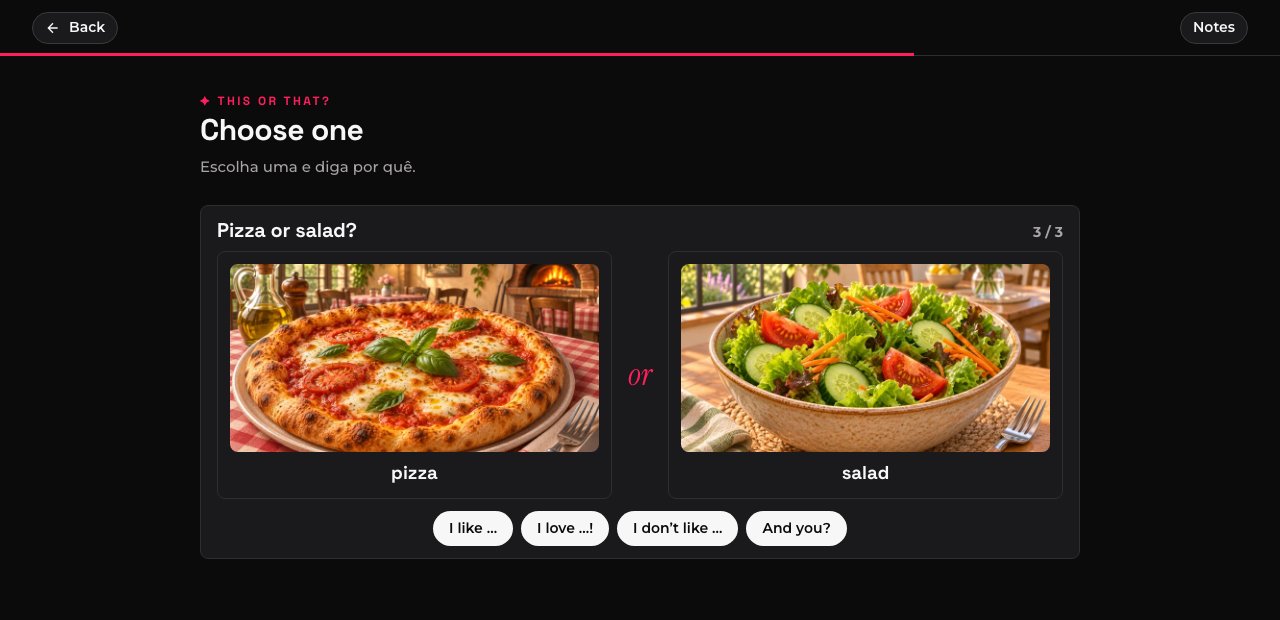 ← Back
Notes
✦ THIS OR THAT?
Choose one
Escolha uma e diga por quê.
Pizza or salad?
3 / 3
pizza
or
salad
I like ...
I love ...!
I don’t like ...
And you?